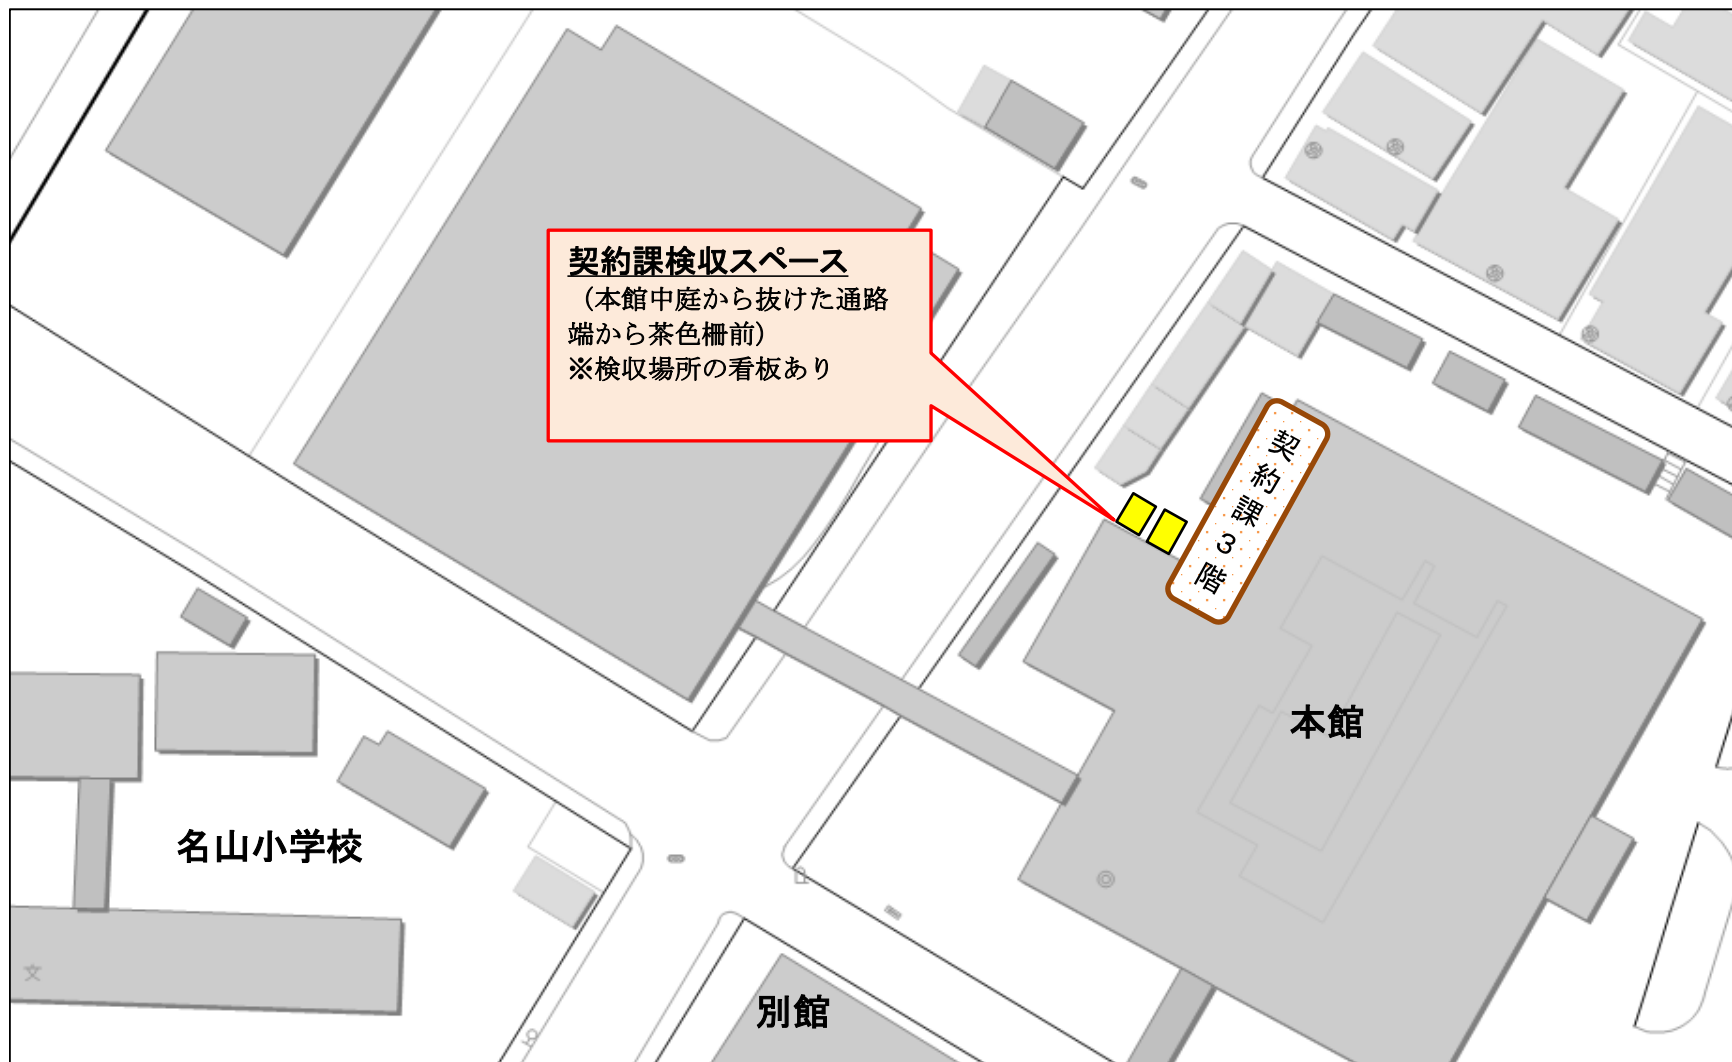 契約課検収スペース
（本館中庭から抜けた通路
端から茶色柵前）
※検収場所の看板あり
契約課３階
本館
名山小学校
別館
文